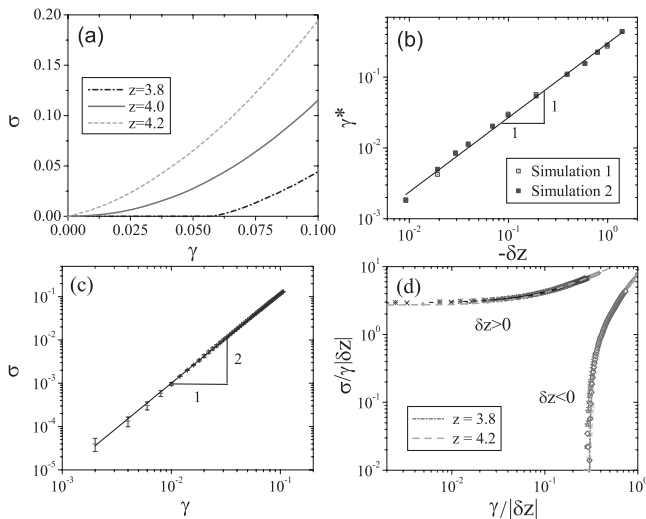 (a)
z=3.8
z=4.0
z=4.2
σ
0.20
0.15
0.10
0.05
0.00
0.000 0.025 0.050 0.075 0.100
γ
(b)
γ*
10⁻¹
10⁻²
10⁻³
1
1
Simulation 1
Simulation 2
10⁻² 10⁻¹ 10⁰
-δz
(c)
σ
10⁻¹
10⁻²
10⁻³
10⁻⁴
10⁻⁵
2
1
10⁻³ 10⁻² 10⁻¹
γ
(d)
σ/γ|δz|
10¹
10⁰
10⁻¹
10⁻²
δz>0
δz<0
z = 3.8
z = 4.2
10⁻² 10⁻¹ 10⁰
γ/|δz|